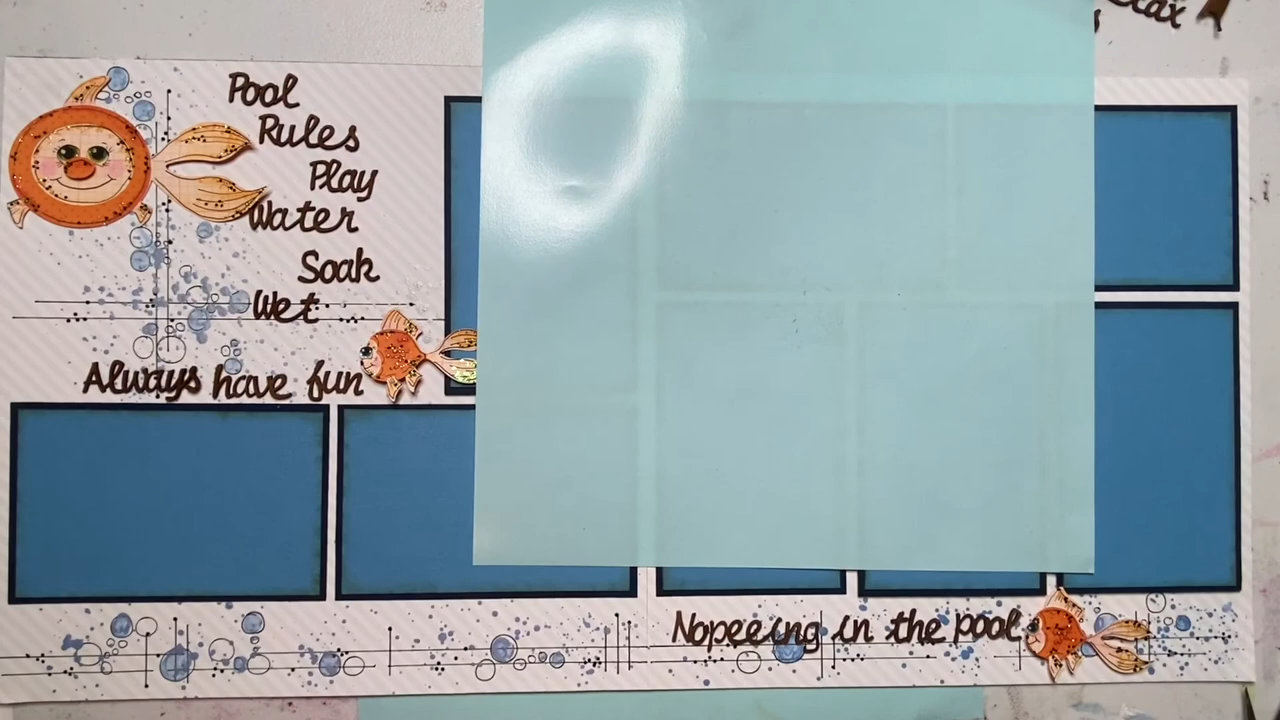 Pool
Rules
Play
Water
Soak
Wet
Always have fun
Nopeeing in the pool